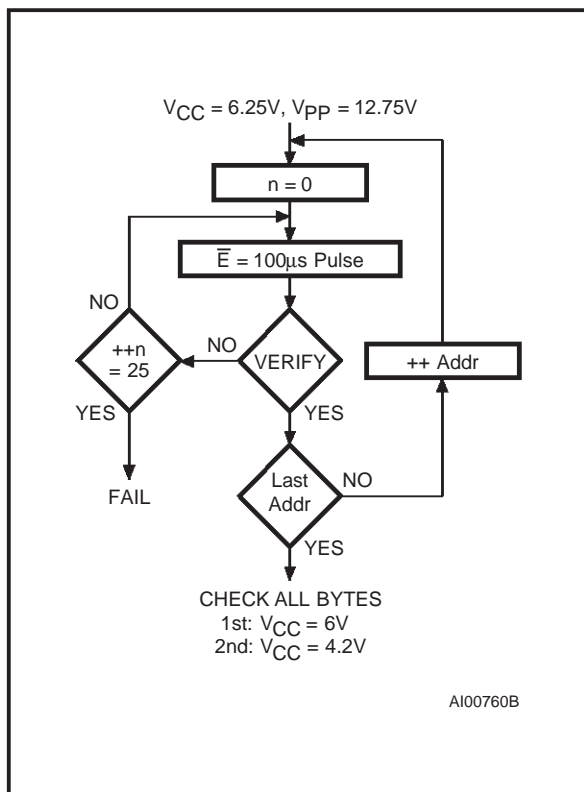 VCC = 6.25V, VPP = 12.75V
n = 0
E̅ = 100μs Pulse
NO
++n
= 25
NO
VERIFY
++ Addr
YES
YES
FAIL
Last
Addr
NO
YES
CHECK ALL BYTES
1st: VCC = 6V
2nd: VCC = 4.2V
AI00760B